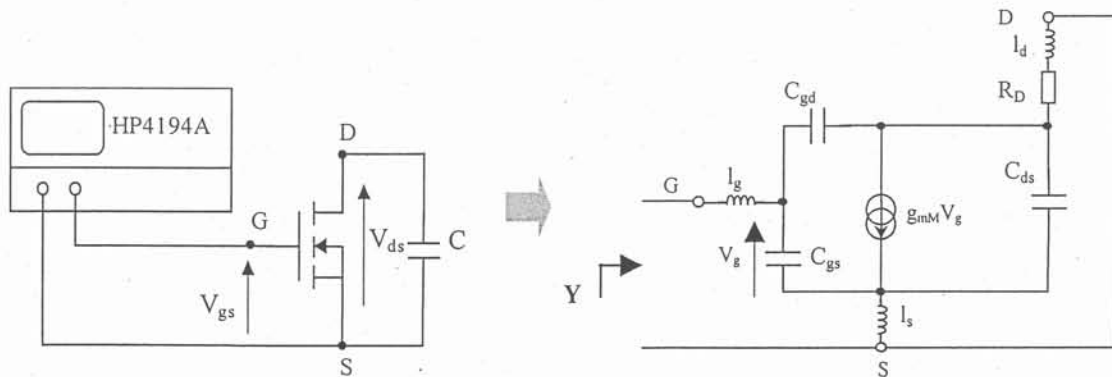 HP4194A
D
G
V_ds
C
V_gs
S
D
l_d
R_D
C_gd
G
l_g
C_ds
g_mM V_g
V_g
C_gs
Y
l_s
S